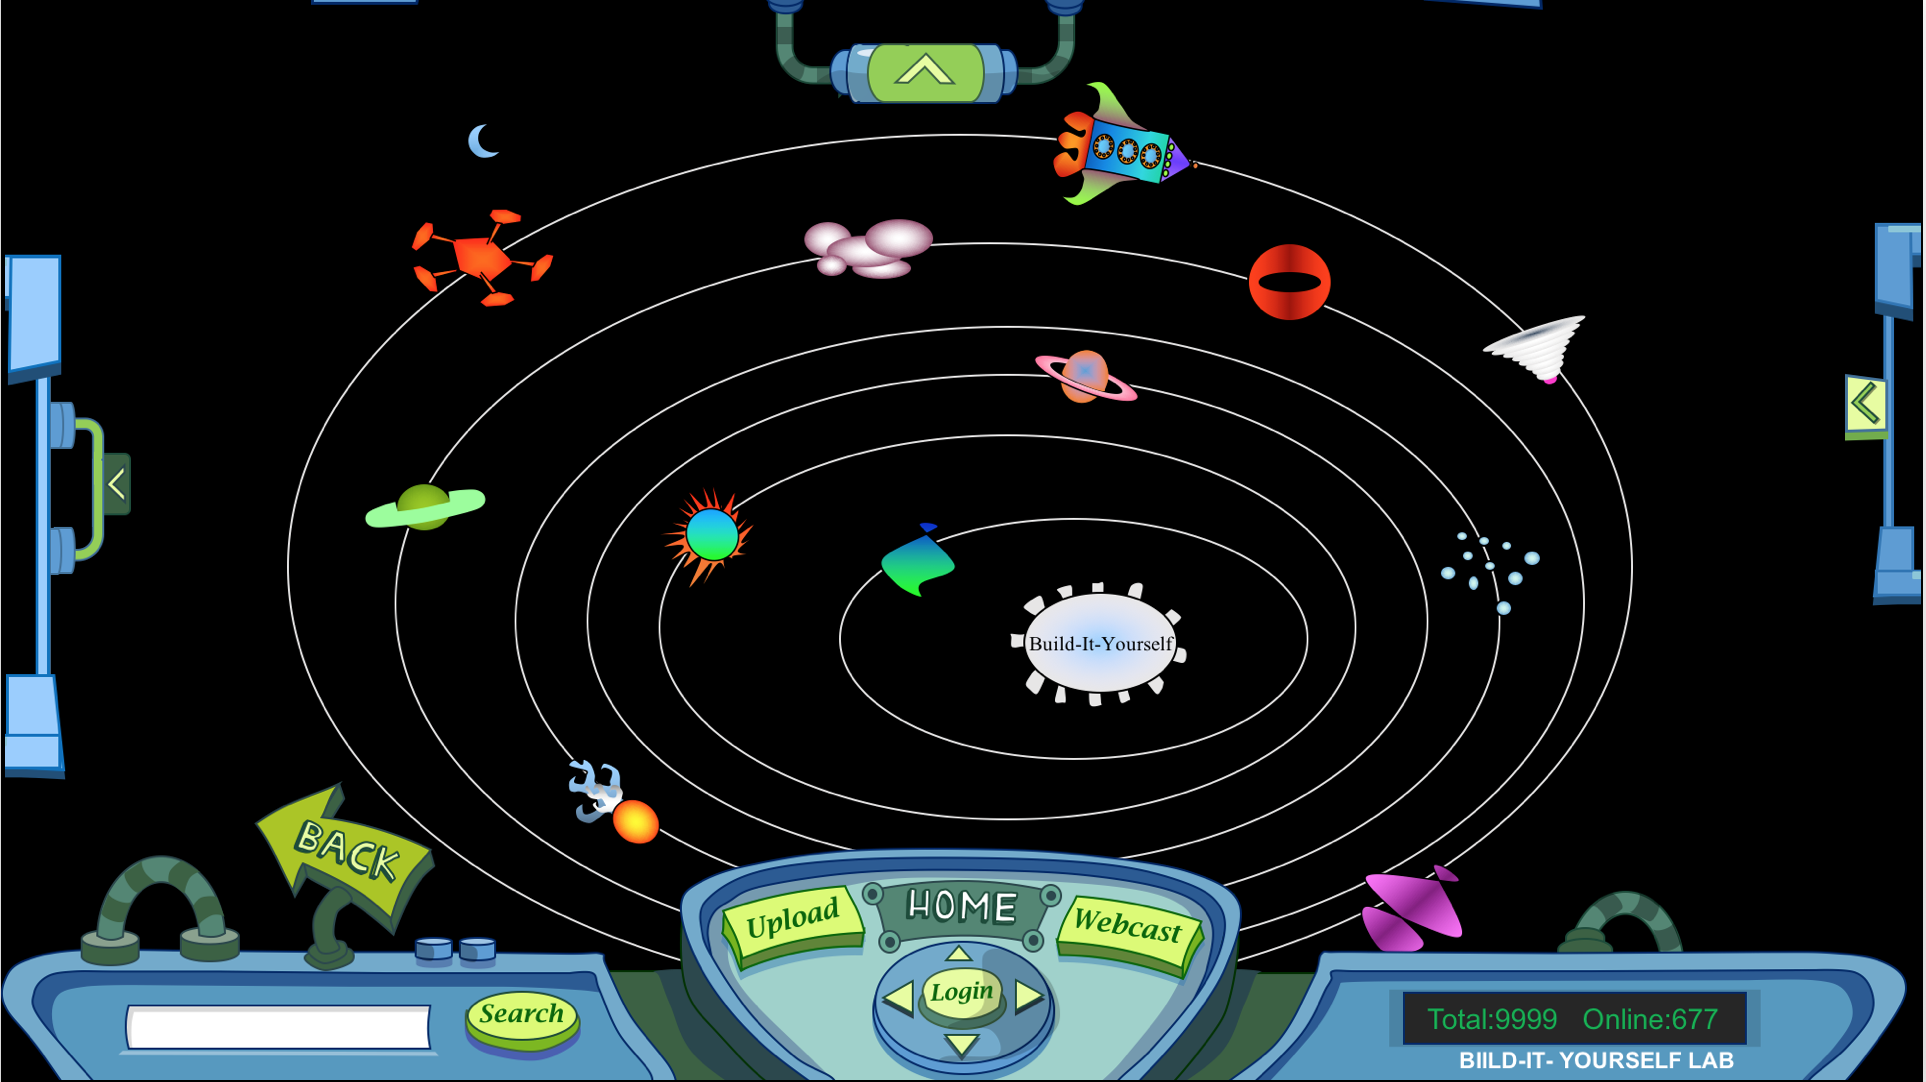 Build-It-Yourself
BACK
Upload
HOME
Webcast
Login
Search
Total:9999 Online:677
BIILD-IT- YOURSELF LAB